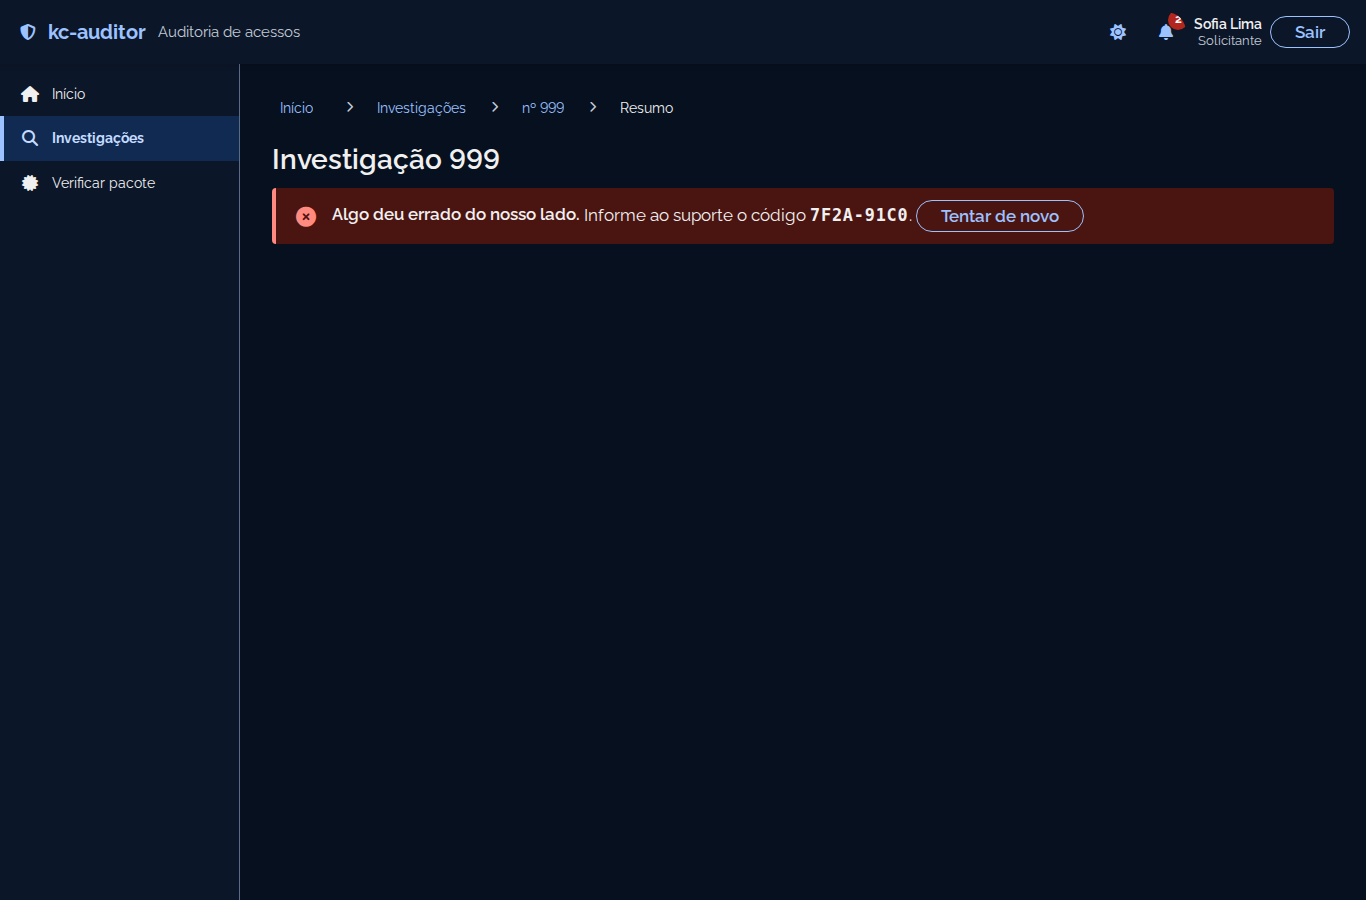 kc-auditor Auditoria de acessos
2
Sofia Lima
Solicitante
Sair
Início
Investigações
Verificar pacote
Início > Investigações > nº 999 > Resumo
Investigação 999
Algo deu errado do nosso lado. Informe ao suporte o código 7F2A-91C0. Tentar de novo